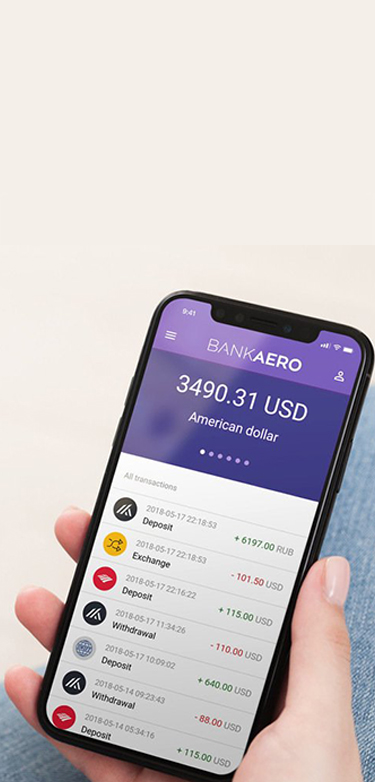 9:41
BANKAERO
3490.31 USD
American dollar
All transactions
2018-05-17 22:18:53
Deposit
+ 6197.00 RUB
2018-05-17 22:18:53
Exchange
- 101.50 USD
2018-05-17 22:16:22
Deposit
+ 115.00 USD
2018-05-17 11:34:26
Withdrawal
- 110.00 USD
2018-05-17 10:09:02
Deposit
+ 640.00 USD
2018-05-14 09:23:43
Withdrawal
- 88.00 USD
2018-05-14 05:34:16
Deposit
+ 115.00 USD